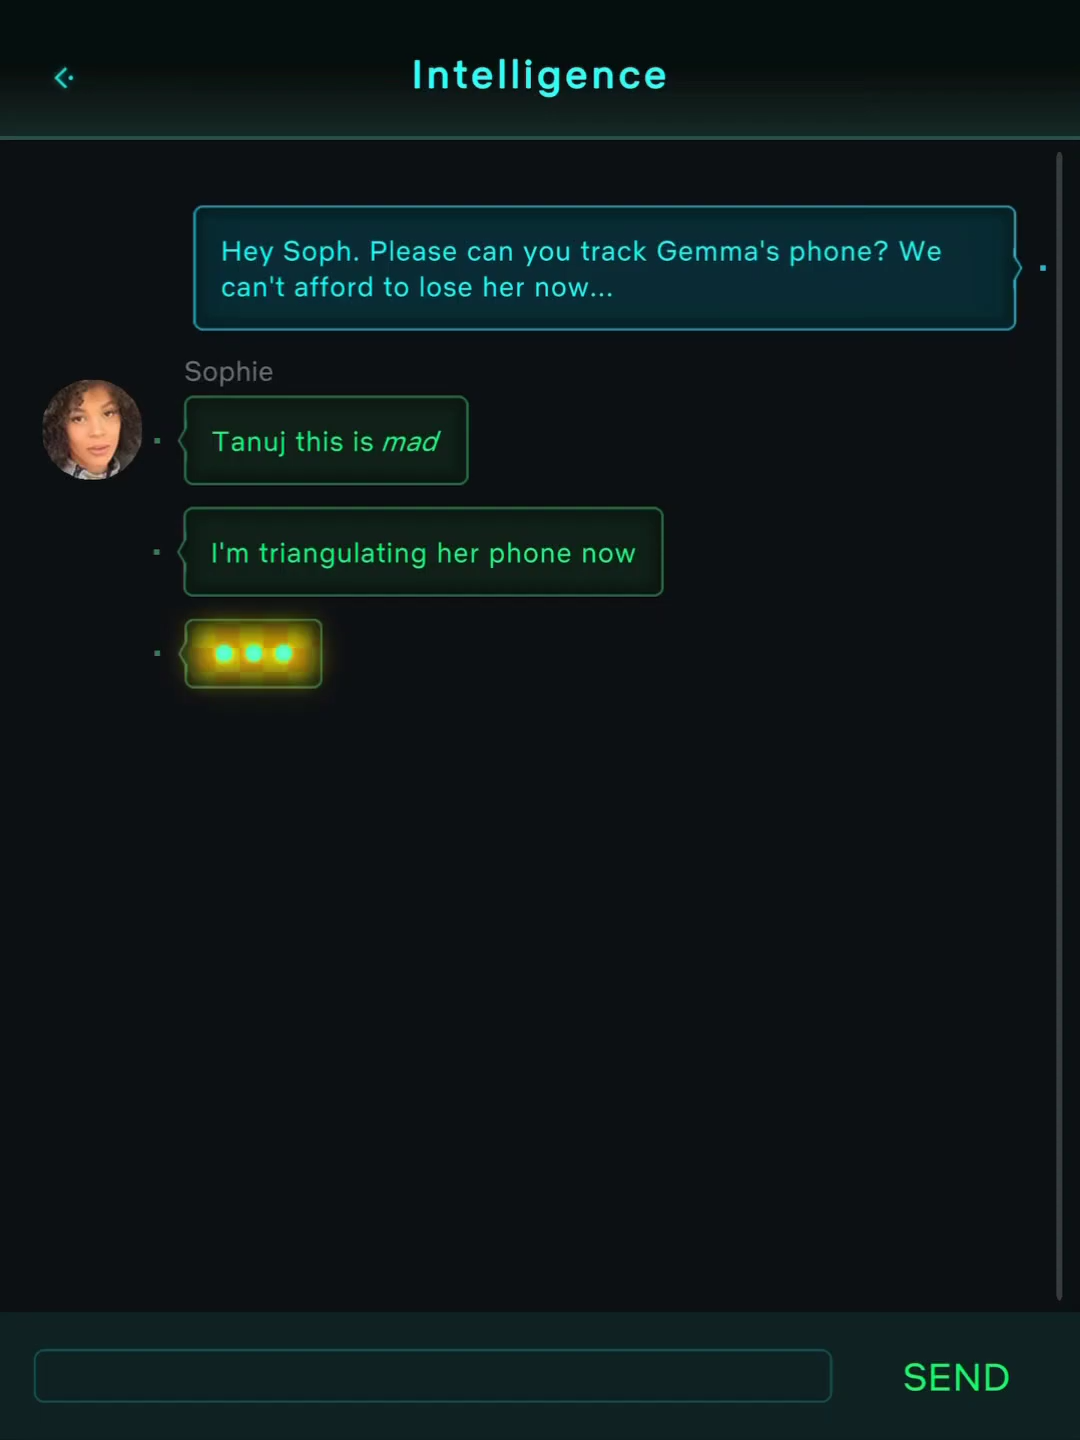 Intelligence
Hey Soph. Please can you track Gemma's phone? We
can't afford to lose her now...
Sophie
Tanuj this is mad
I'm triangulating her phone now
SEND